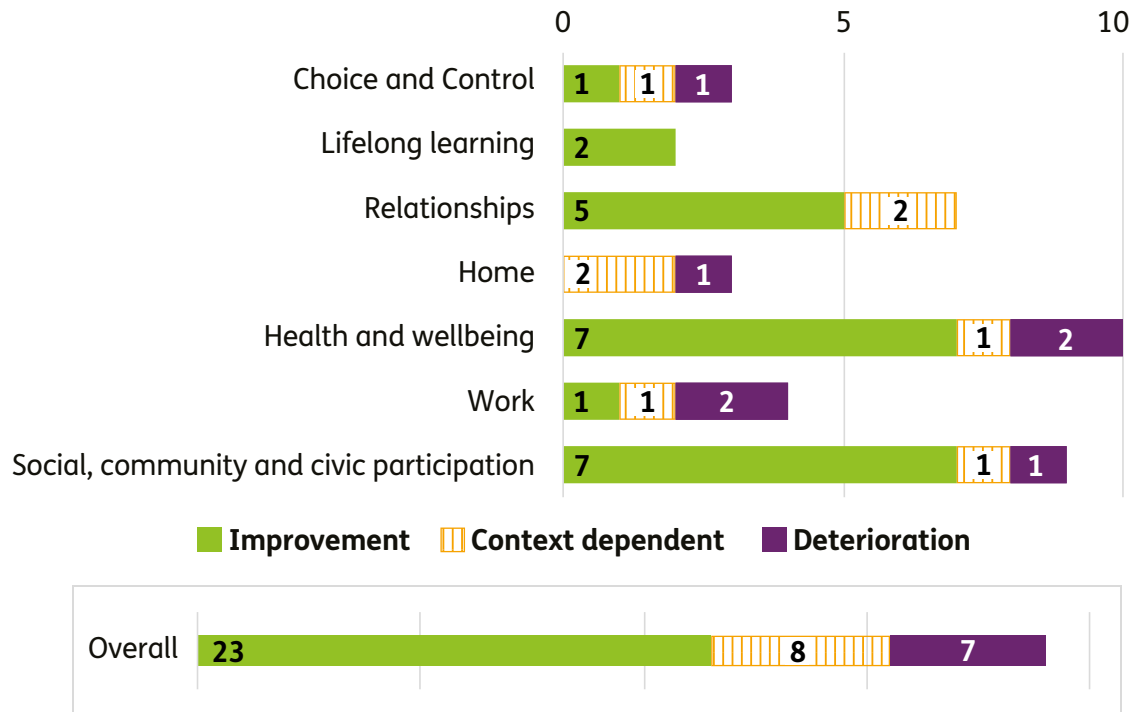 0 5 10
Choice and Control 1 1 1
Lifelong learning 2
Relationships 5 2
Home 2 1
Health and wellbeing 7 1 2
Work 1 1 2
Social, community and civic participation 7 1 1
Improvement Context dependent Deterioration
Overall 23 8 7